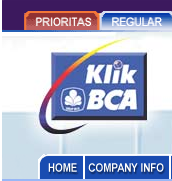 PRIORITAS REGULAR
Klik
BCA
HOME COMPANY INFO